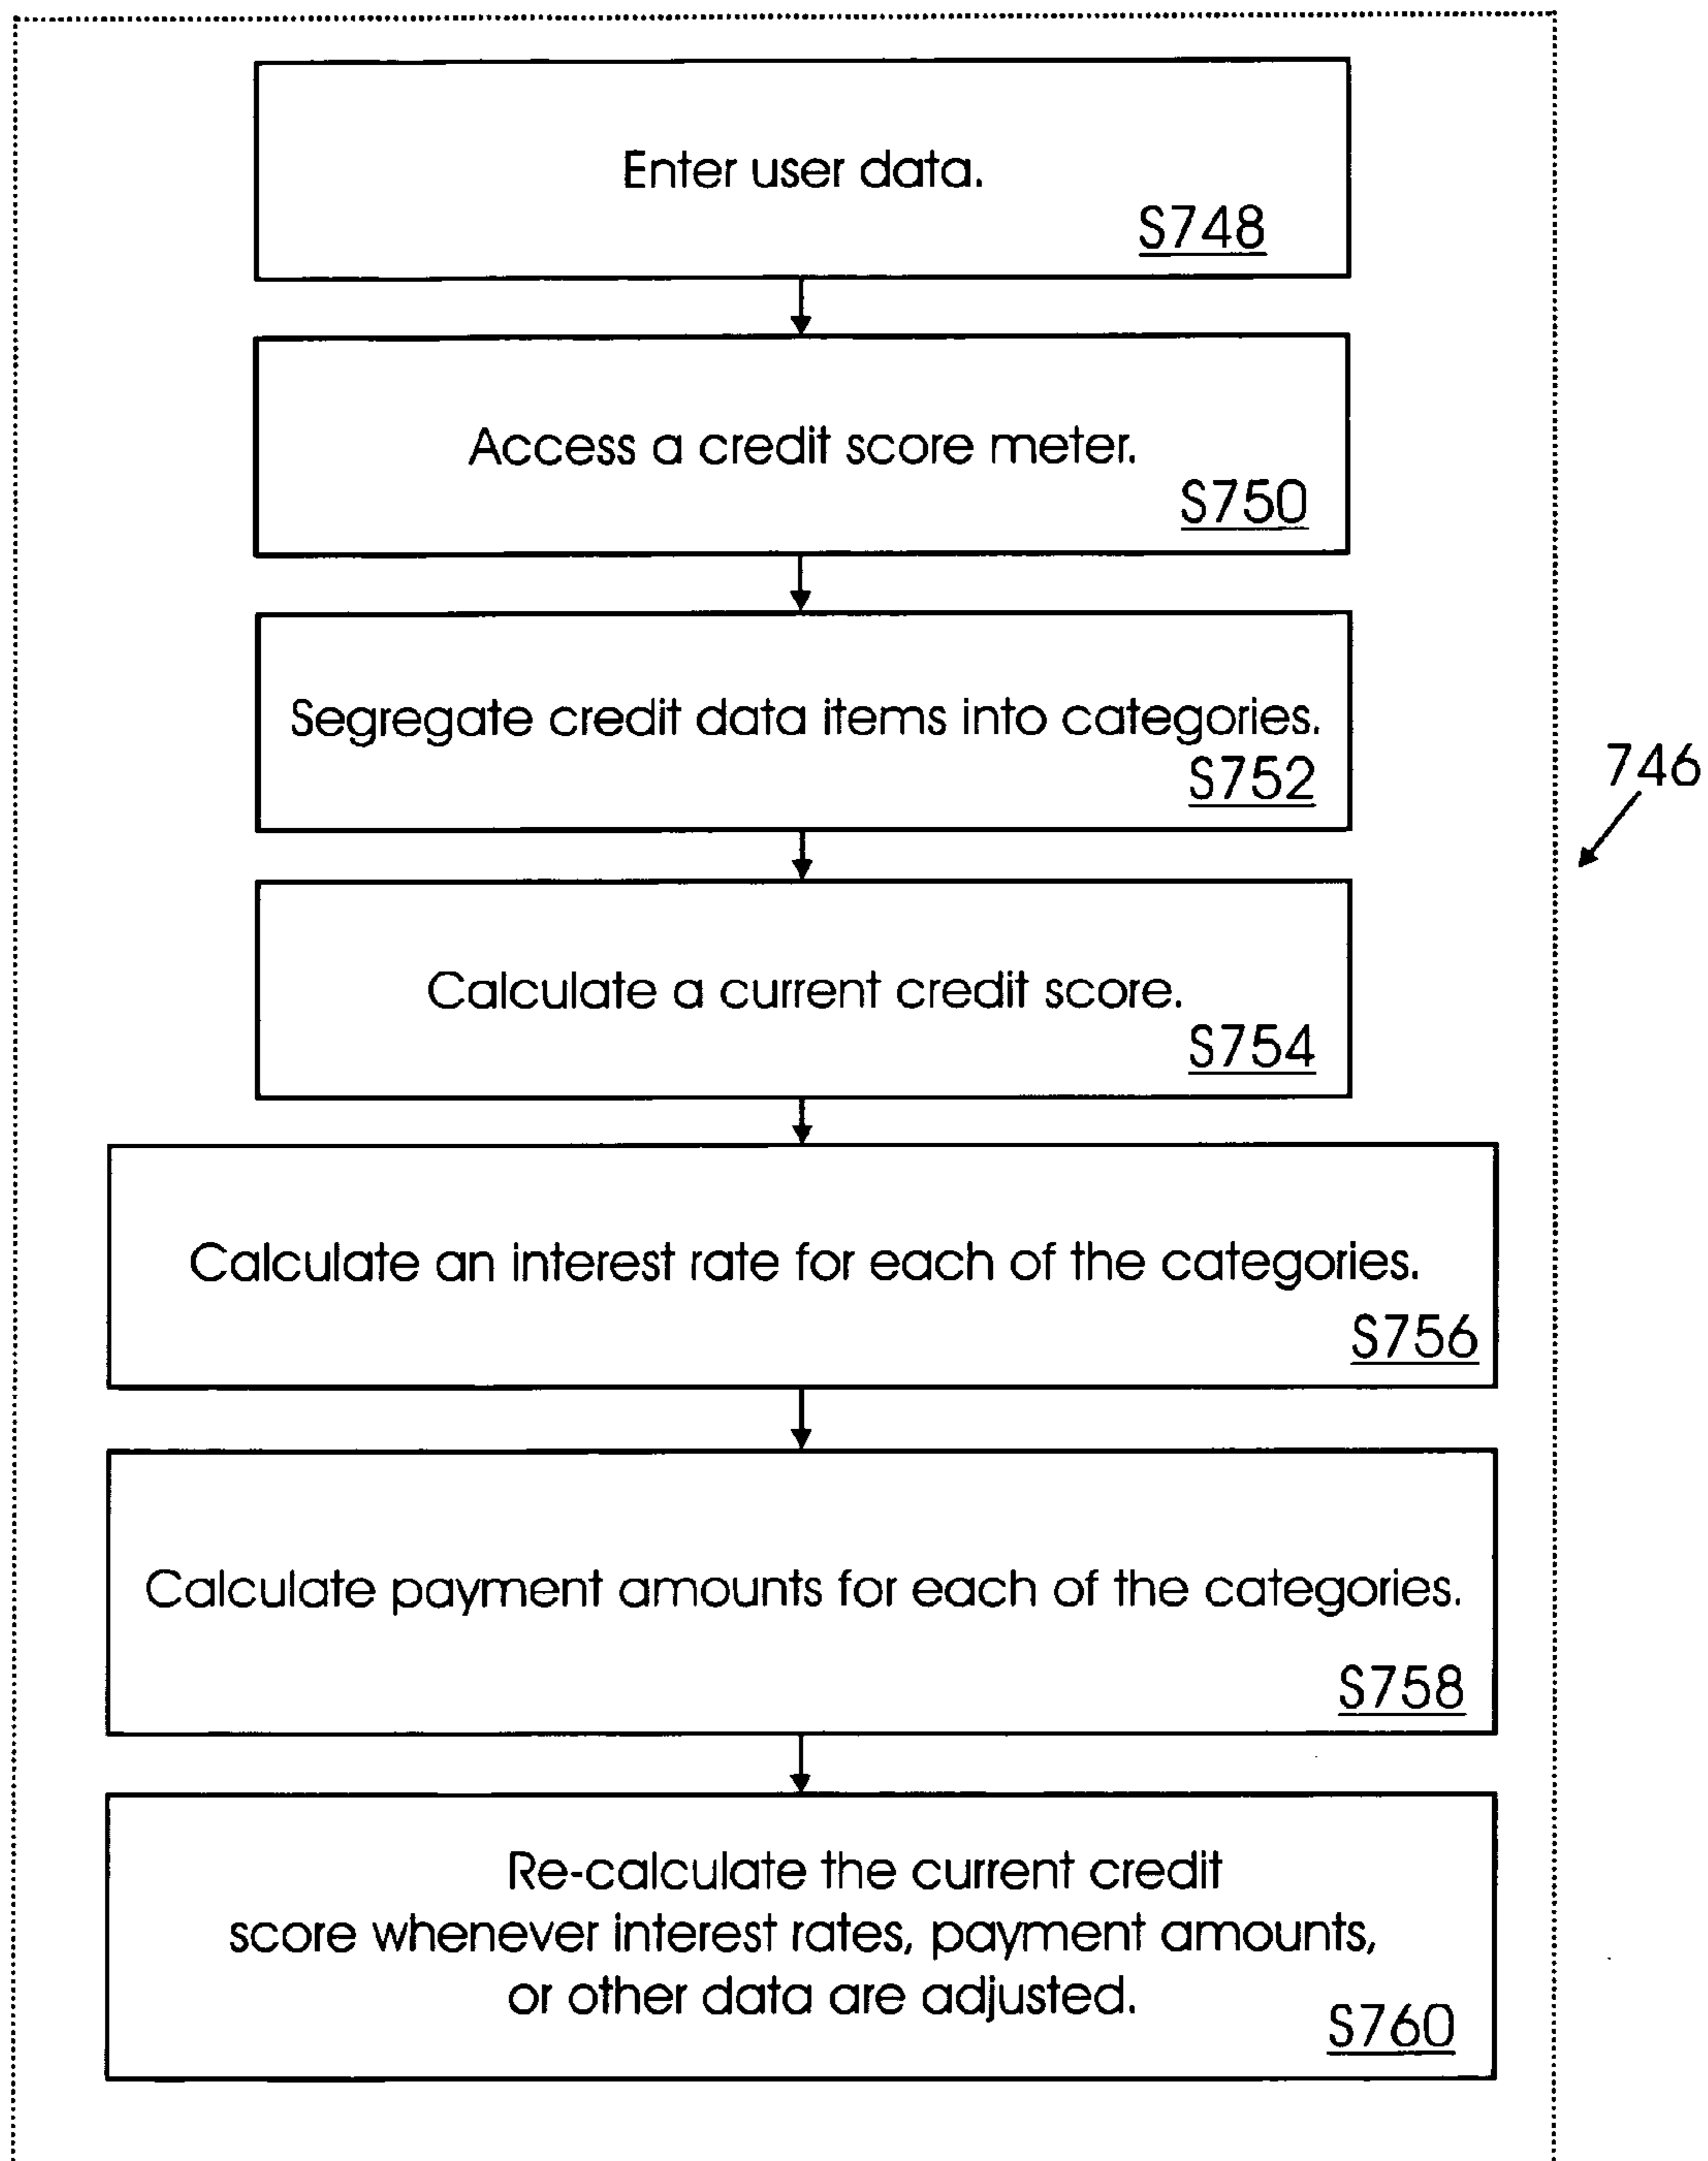 Enter user data.
S748
Access a credit score meter.
S750
Segregate credit data items into categories.
S752
746
Calculate a current credit score.
S754
Calculate an interest rate for each of the categories.
S756
Calculate payment amounts for each of the categories.
S758
Re-calculate the current credit
score whenever interest rates, payment amounts,
or other data are adjusted.
S760